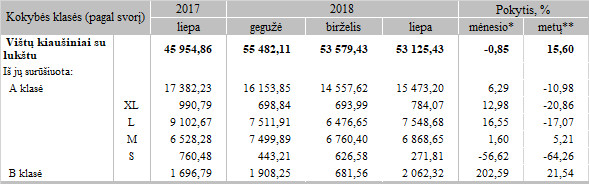 Kokybės klasės (pagal svorį) 2017 2018 Pokytis, %
liepa gegužė birželis liepa mėnesio* metų**
Vištų kiaušiniai su lukštu 45 954,86 55 482,11 53 579,43 53 125,43 -0,85 15,60
Iš jų surūšiuota:
A klasė 17 382,23 16 153,85 14 557,62 15 473,20 6,29 -10,98
XL 990,79 698,84 693,99 784,07 12,98 -20,86
L 9 102,67 7 511,91 6 476,65 7 548,68 16,55 -17,07
M 6 528,28 7 499,89 6 760,40 6 868,65 1,60 5,21
S 760,48 443,21 626,58 271,81 -56,62 -64,26
B klasė 1 696,79 1 908,25 681,56 2 062,32 202,59 21,54